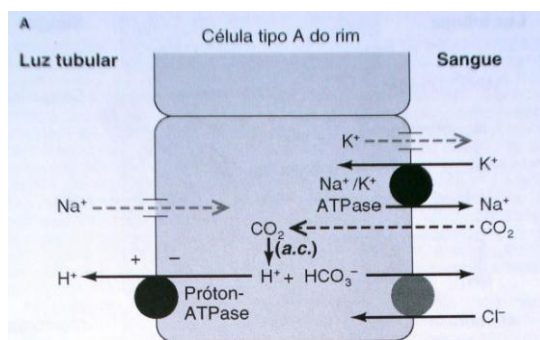 A
Célula tipo A do rim
Luz tubular
Sangue
K⁺
K⁺
Na⁺/K⁺
ATPase
Na⁺
Na⁺
CO₂
CO₂
(a.c.)
+ −
H⁺
H⁺ + HCO₃⁻
Próton-
ATPase
Cl⁻